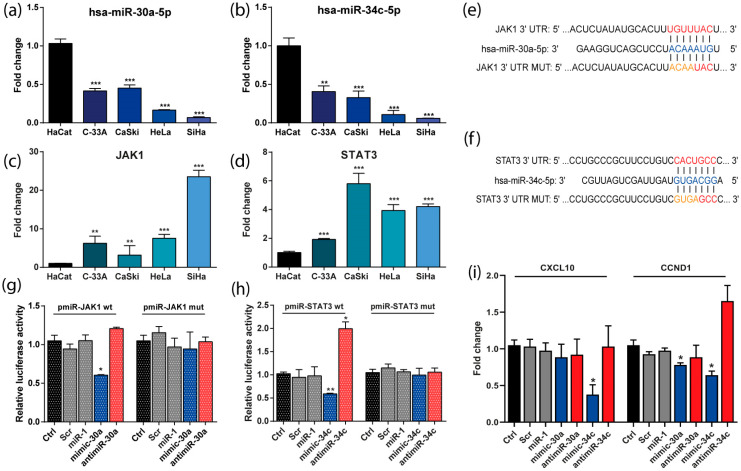 (a)
hsa-miR-30a-5p
Fold change
1.5
1.0
0.5
0.0
***
***
***
***
HaCat C-33A CaSki HeLa SiHa
(b)
hsa-miR-34c-5p
Fold change
1.5
1.0
0.5
0.0
**
***
***
***
HaCat C-33A CaSki HeLa SiHa
(c)
JAK1
Fold change
30
20
10
0
**
**
***
***
HaCat C-33A CaSki HeLa SiHa
(d)
STAT3
Fold change
8
6
4
2
0
***
***
***
***
HaCat C-33A CaSki HeLa SiHa
(e)
JAK1 3' UTR: 5' ...ACUCUUAUAUGCACUUUGUUUACU...
hsa-miR-30a-5p: GAAGGUCAGCUCCUACAAAUGU 5'
JAK1 3' UTR MUT: 5' ...ACUCUUAUAUGCACUUACAAUACU...
(f)
STAT3 3' UTR: 5' ...CCUGCCCGCUUCCUGUCCACUGCCC... 3'
hsa-miR-34c-5p: CGUUAGUCGAUUGAUGUGACGGA 5'
STAT3 3' UTR MUT: 5' ...CCUGCCCGCUUCCUGUCGUGAGCCC... 3'
(g)
pmiR-JAK1 wt pmiR-JAK1 mut
Relative luciferase activity
1.5
1.0
0.5
0.0
*
Ctrl Scr miR-1 mimic-30a antimiR-30a Ctrl Scr miR-1 mimic-30a antimiR-30a
(h)
pmiR-STAT3 wt pmiR-STAT3 mut
Relative luciferase activity
2.5
2.0
1.5
1.0
0.5
0.0
**
*
Ctrl Scr miR-1 mimic-34c antimiR-34c Ctrl Scr miR-1 mimic-34c antimiR-34c
(i)
CXCL10 CCND1
Fold change
2.0
1.5
1.0
0.5
0.0
*
*
*
Ctrl Scr miR-1 mimic-30a antimiR-30a mimic-34c antimiR-34c Ctrl Scr miR-1 mimic-30a antimiR-30a mimic-34c antimiR-34c